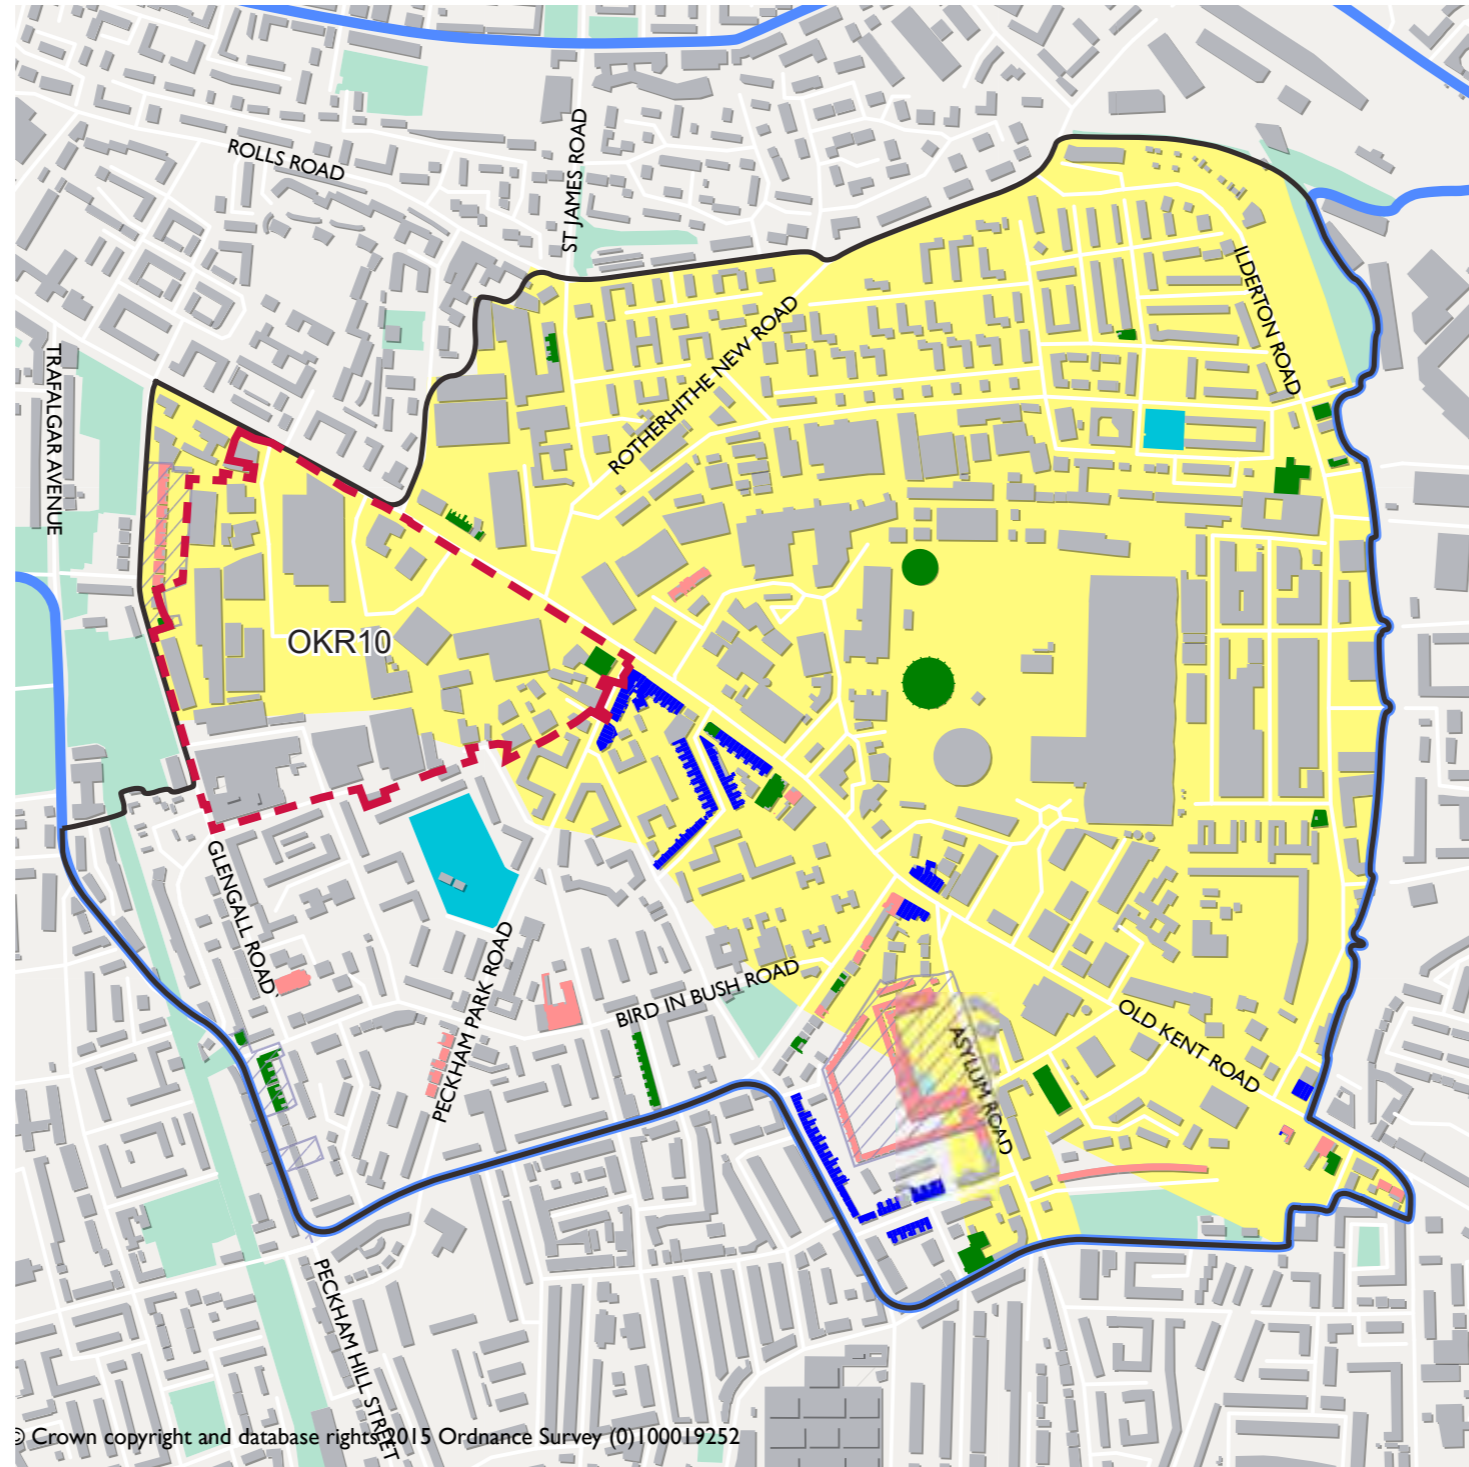 ROLLS ROAD
ST JAMES ROAD
ILDERTON ROAD
TRAFALGAR AVENUE
ROTHERHITHE NEW ROAD
OKR10
GLENGALL ROAD
PECKHAM PARK ROAD
BIRD IN BUSH ROAD
OLD KENT ROAD
ASYLUM ROAD
PECKHAM HILL STREET
© Crown copyright and database rights 2015 Ordnance Survey (0)100019252